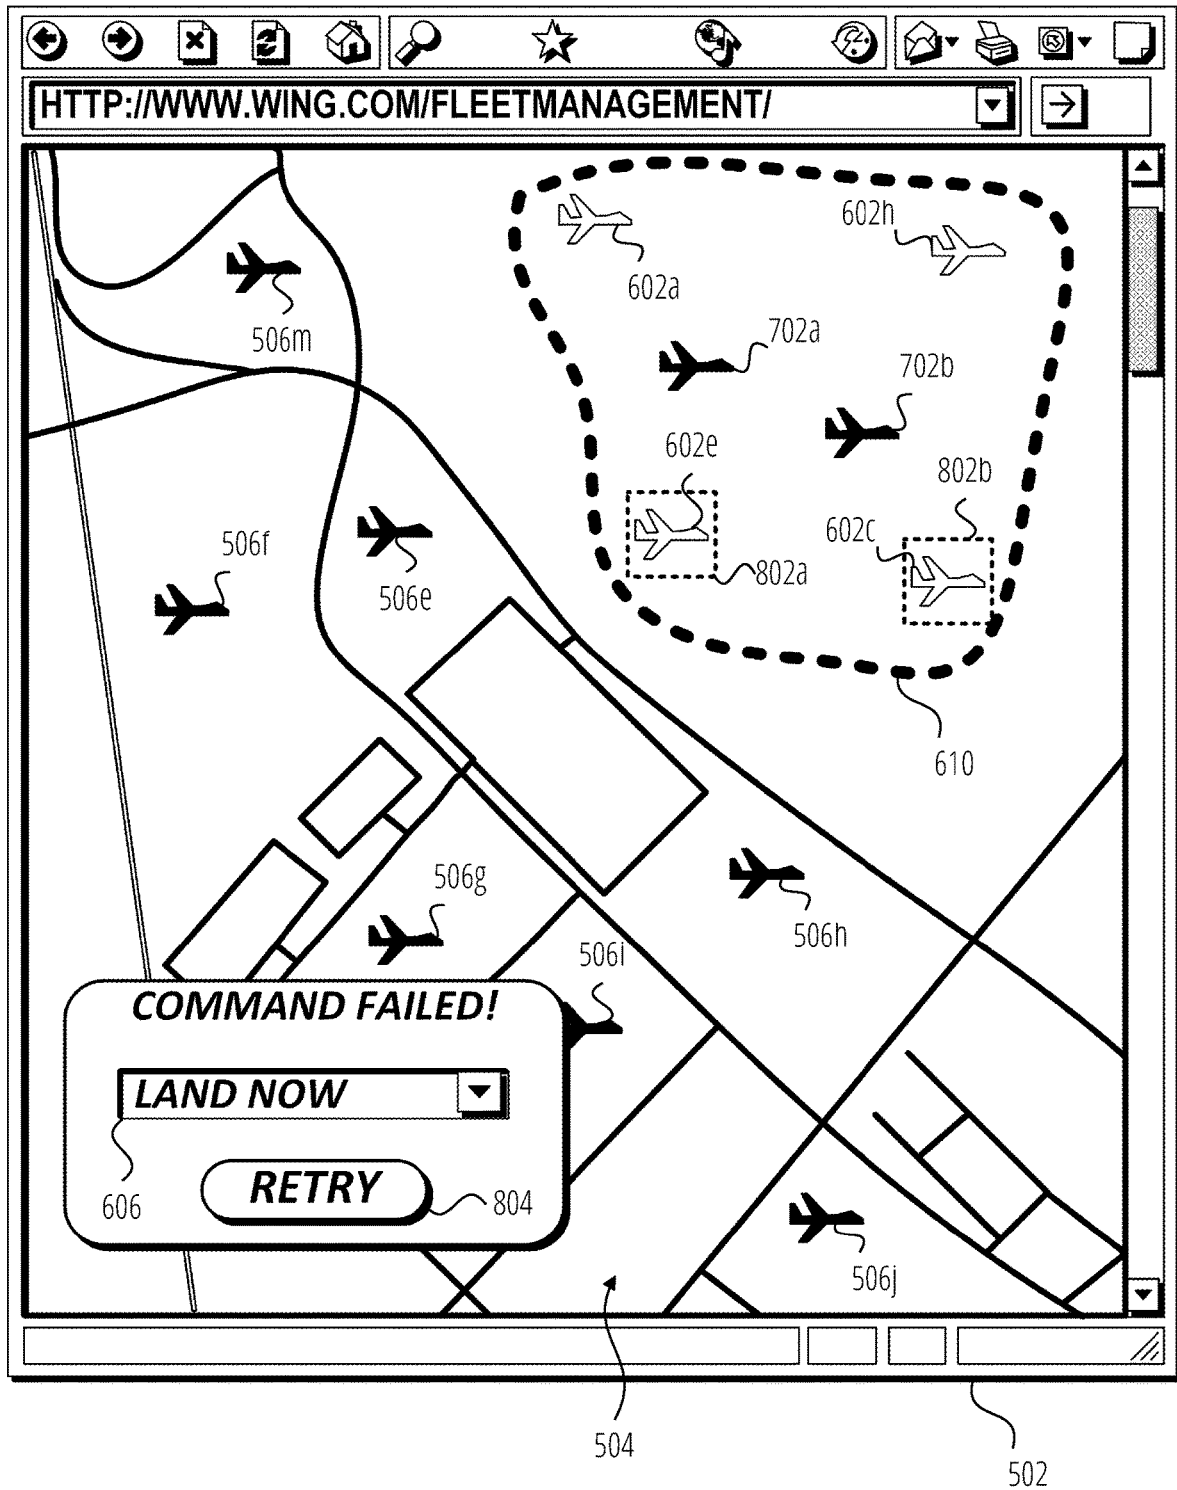 HTTP://WWW.WING.COM/FLEETMANAGEMENT/
602a
602h
506m
702a
702b
602e
802b
506f
602c
802a
506e
610
506g
506h
506i
COMMAND FAILED!
LAND NOW
RETRY
606
804
506j
504
502